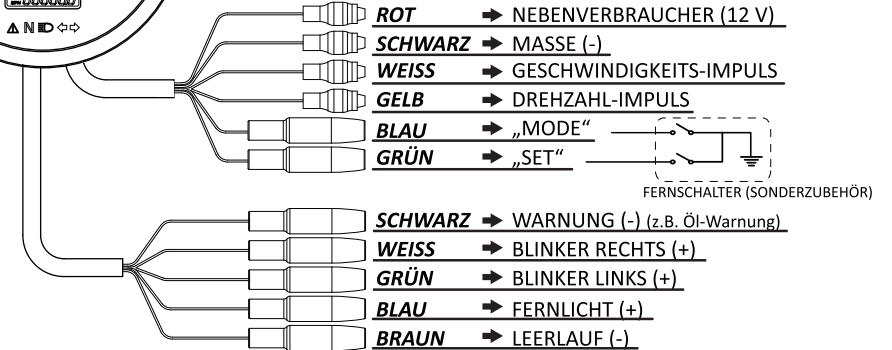 N
ROT ➡ NEBENVERBRAUCHER (12 V)
SCHWARZ ➡ MASSE (-)
WEISS ➡ GESCHWINDIGKEITS-IMPULS
GELB ➡ DREHZAHL-IMPULS
BLAU ➡ „MODE“
GRÜN ➡ „SET“
FERNSCHALTER (SONDERZUBEHÖR)
SCHWARZ ➡ WARNUNG (-) (z.B. Öl-Warnung)
WEISS ➡ BLINKER RECHTS (+)
GRÜN ➡ BLINKER LINKS (+)
BLAU ➡ FERNLICHT (+)
BRAUN ➡ LEERLAUF (-)